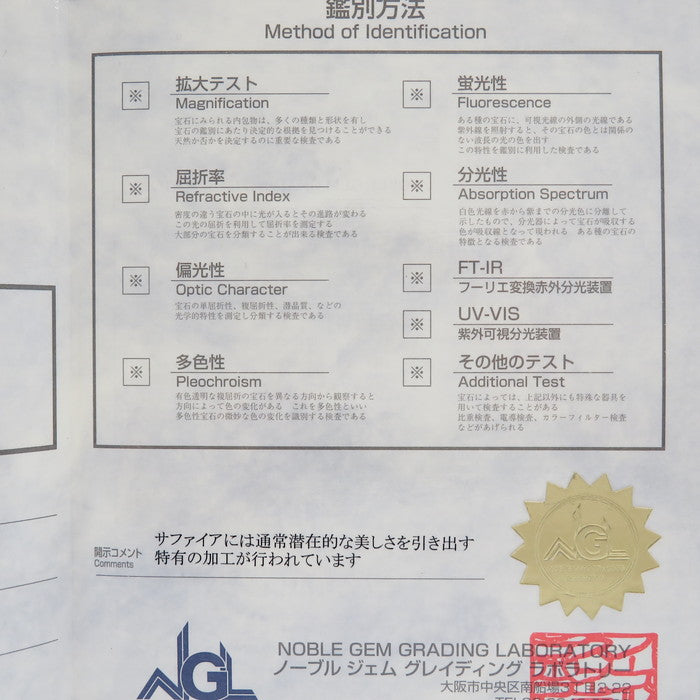 鑑別方法
Method of Identification
※
拡大テスト
Magnification
宝石にみられる内包物は、多くの種類と形状を有し
宝石の鑑別にあたり決定的な根拠を見つけることができる
天然か否かを決定するのに重要な検査である
※
屈折率
Refractive Index
密度の違う宝石の中に光が入るとその進路が変わる
この光の屈折を利用して屈折率を測定する
大部分の宝石を分類することが出来る検査である
※
偏光性
Optic Character
宝石の単屈折性、複屈折性、潜晶質、などの
光学的特性を測定し分類する検査である
※
多色性
Pleochroism
有色透明な複屈折の宝石を異なる方向から観察すると
方向によって色の変化がある これを多色性といい
多色性宝石の微妙な色の変化を識別する検査である
※
蛍光性
Fluorescence
ある種の宝石に、可視光線の外側の光線である
紫外線を照射すると、その宝石の色とは関係の
ない波長の光の色を出す
この特性を鑑別に利用した検査である
※
分光性
Absorption Spectrum
白色光線を赤から紫までの分光色に分離して
示したもので、分光器によって宝石が吸収する
色が吸収線となって現われる ある種の宝石の
特徴となる検査である
※
FT-IR
フーリエ変換赤外分光装置
※
UV-VIS
紫外可視分光装置
※
その他のテスト
Additional Test
宝石によっては、上記以外にも特殊な器具を
用いて検査することがある
比重検査、電導検査、カラーフィルター検査
などがあげられる
開示コメント
Comments
サファイアには通常潜在的な美しさを引き出す
特有の加工が行われています
NGL
NOBLE GEM GRADING LABORATORY
ノーブル ジェム グレイディング ラボラトリー
大阪市中央区南船場